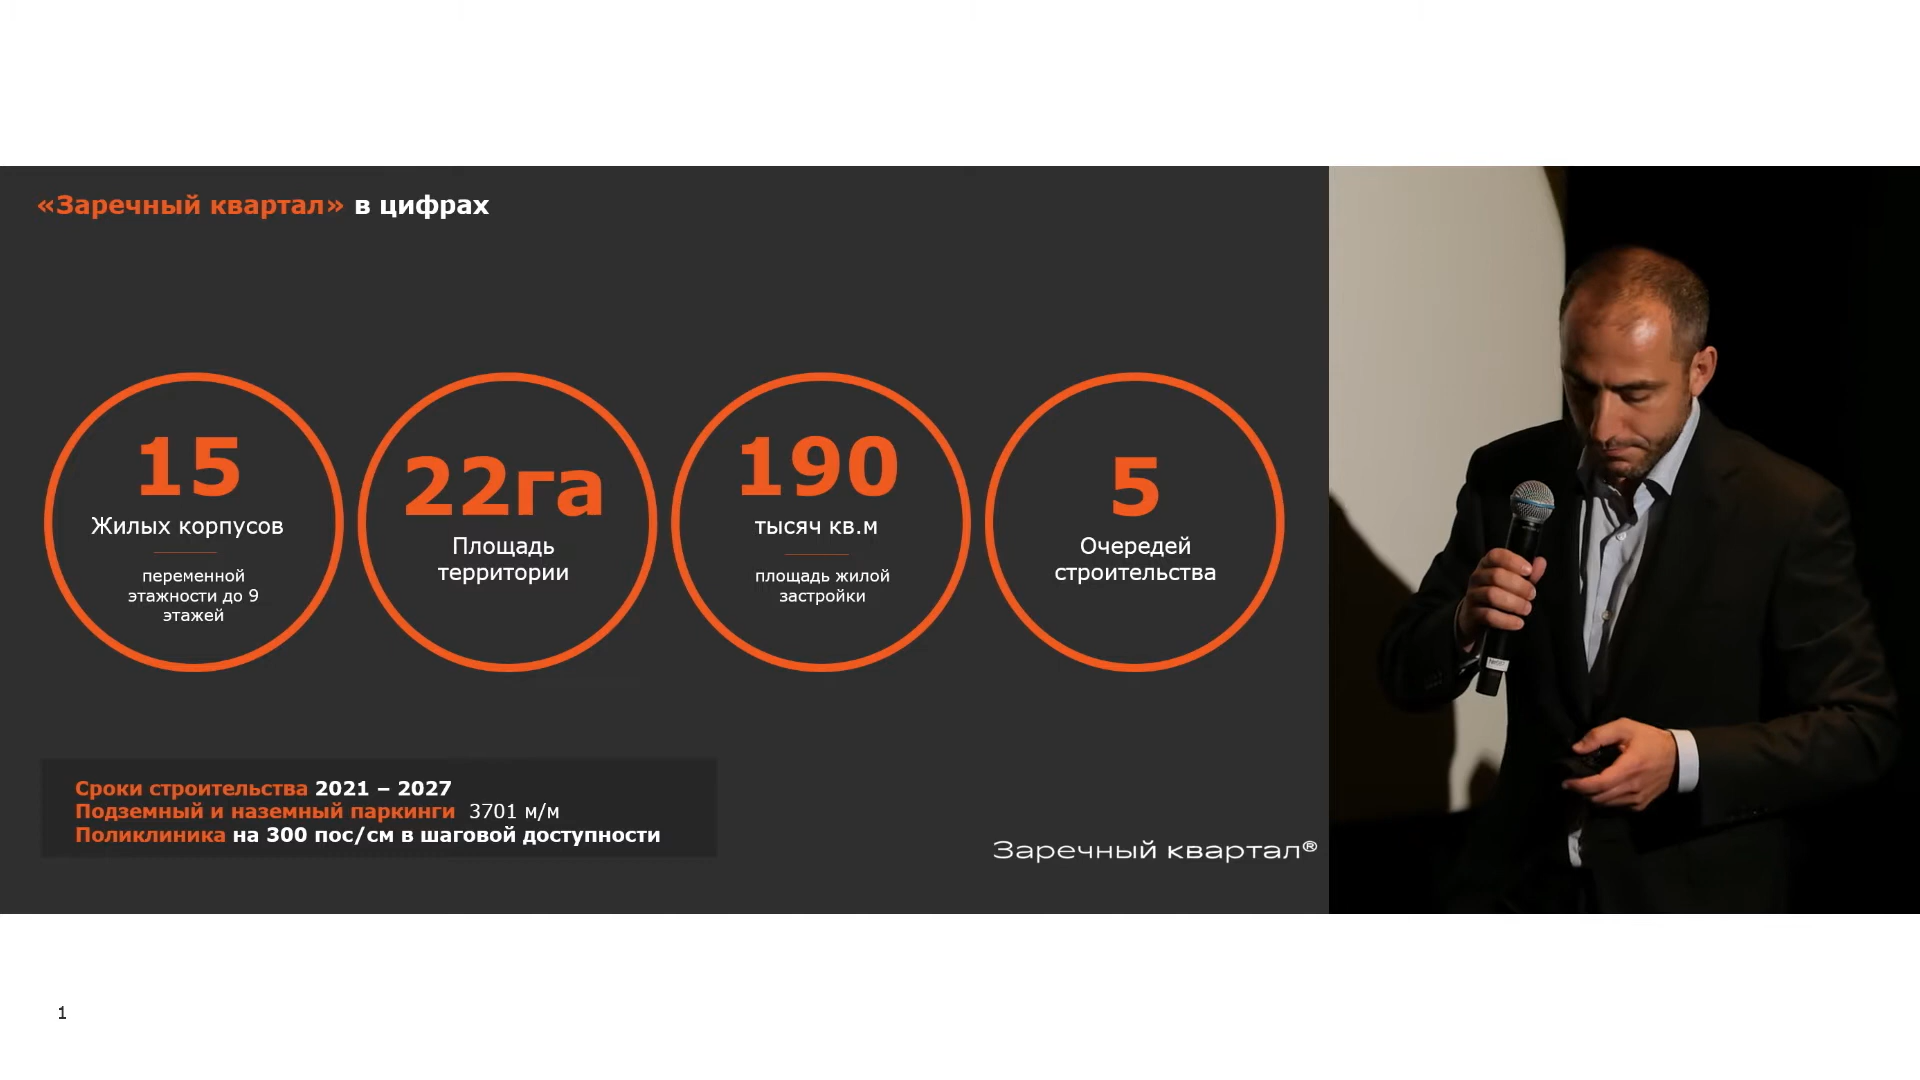 «Заречный квартал» в цифрах
15
Жилых корпусов
переменной
этажности до 9
этажей
22га
Площадь
территории
190
тысяч кв.м
площадь жилой
застройки
5
Очередей
строительства
Сроки строительства 2021 – 2027
Подземный и наземный паркинги 3701 м/м
Поликлиника на 300 пос/см в шаговой доступности
Заречный квартал®
1